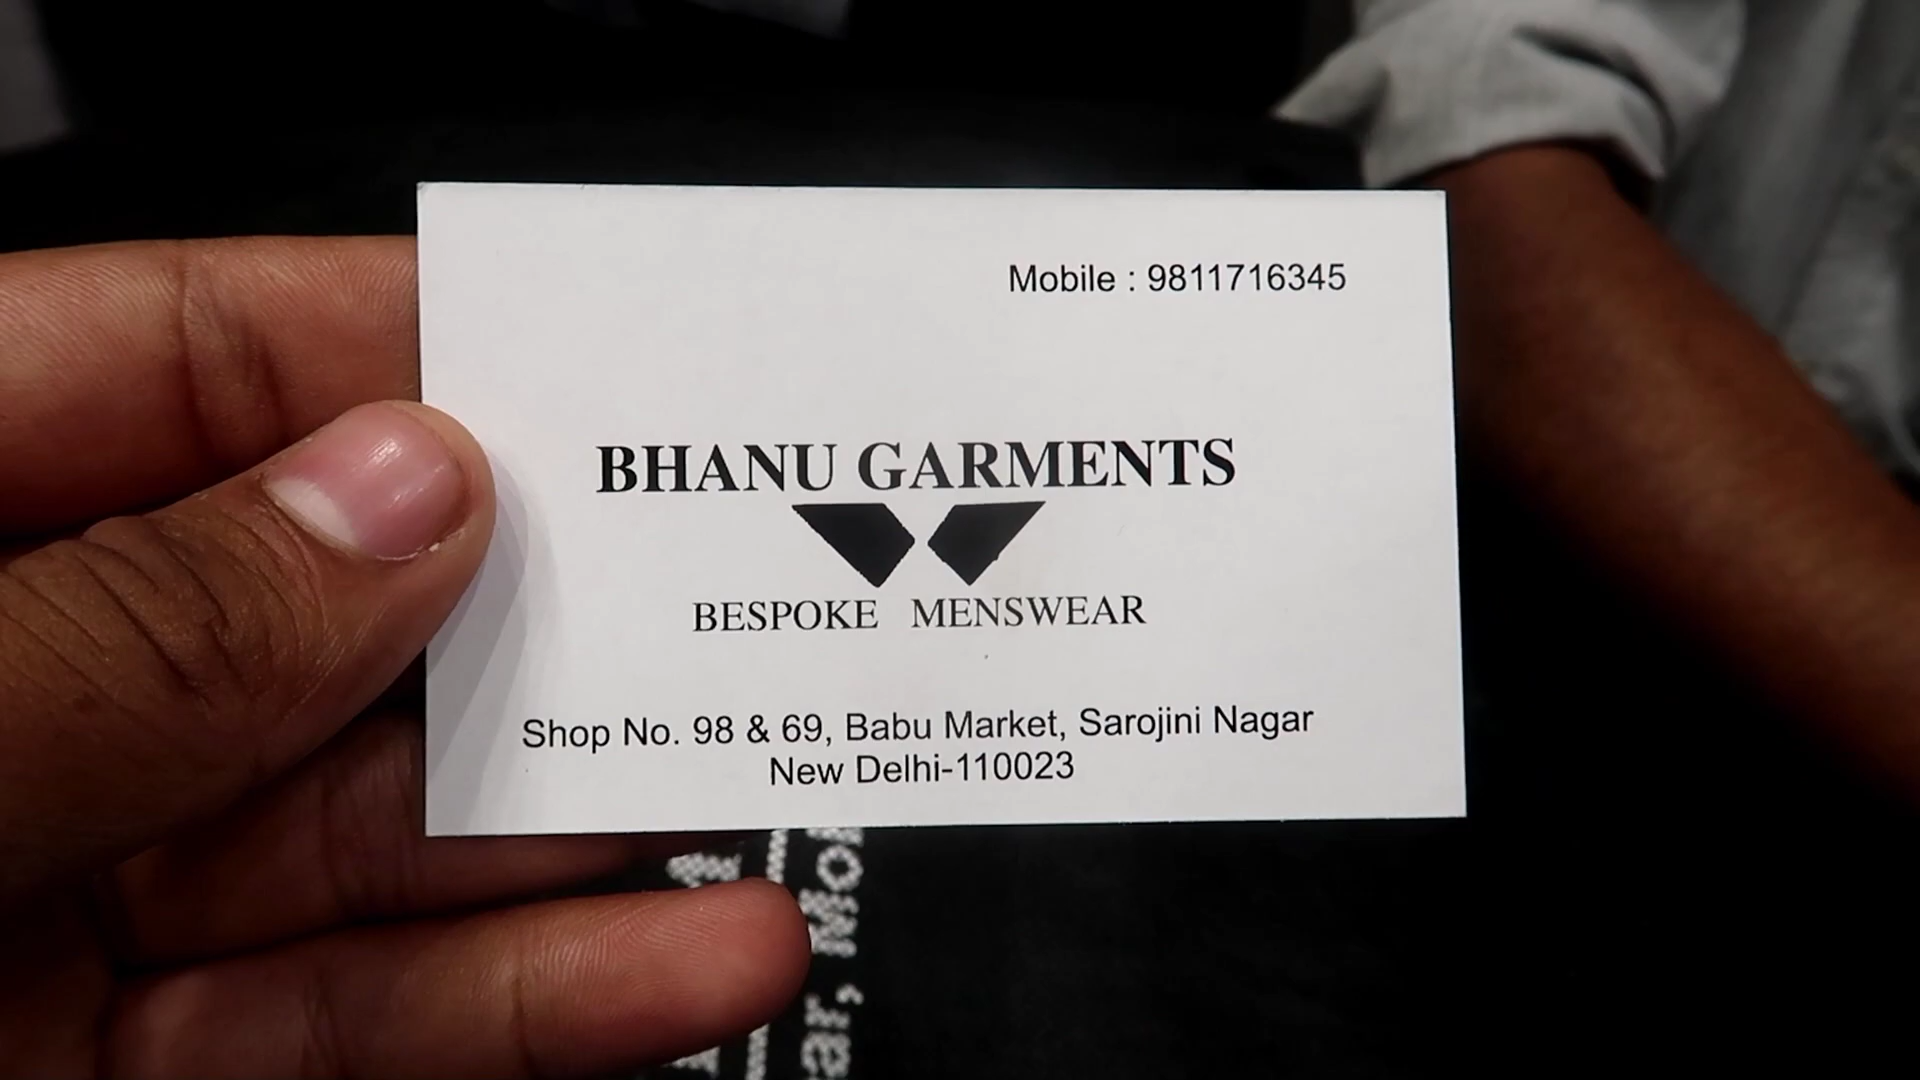 Mobile : 9811716345
BHANU GARMENTS
BESPOKE MENSWEAR
Shop No. 98 & 69, Babu Market, Sarojini Nagar
New Delhi-110023